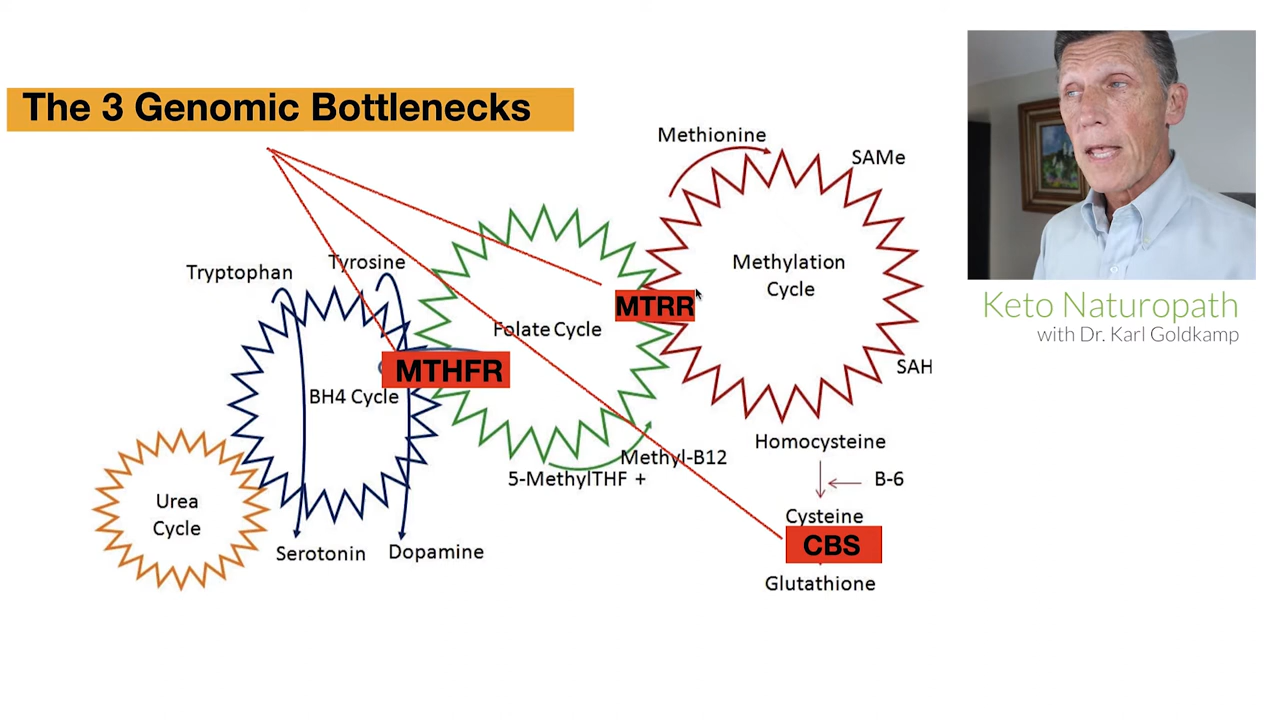 The 3 Genomic Bottlenecks
Methionine
SAMe
Methylation
Cycle
Tyrosine
Tryptophan
MTRR
Folate Cycle
MTHFR
SAH
BH4 Cycle
Homocysteine
Methyl-B12
5-MethylTHF +
B-6
Urea
Cycle
Cysteine
CBS
Serotonin
Dopamine
Glutathione
Keto Naturopath
with Dr. Karl Goldkamp